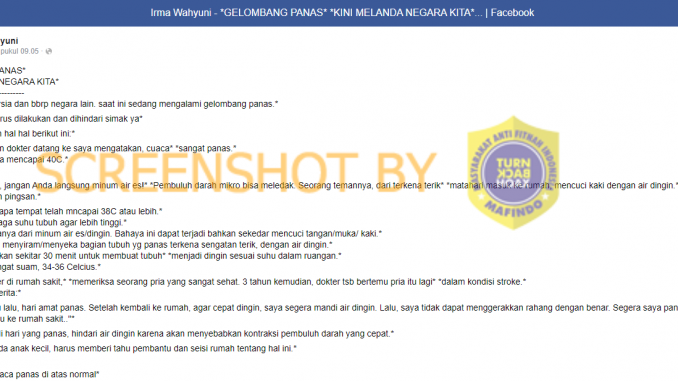 Irma Wahyuni - *GELOMBANG PANAS* *KINI MELANDA NEGARA KITA*... | Facebook
yuni
pukul 09.05 ·
ANAS*
NEGARA KITA*
----------
rsia dan bbrp negara lain. saat ini sedang mengalami gelombang panas.*
rus dilakukan dan dihindari simak ya*
n hal hal berikut ini:*
n dokter datang ke saya mengatakan, cuaca* *sangat panas.*
a mencapai 40C.*
, jangan Anda langsung minum air es!* *Pembuluh darah mikro bisa meledak. Seorang temannya, dari terkena terik* *matahari masuk ke rumah, mencuci kaki dengan air dingin.*
n pingsan.*
apa tempat telah mncapai 38C atau lebih.*
aga suhu tubuh agar lebih tinggi.*
anya dari minum air es/dingin. Bahaya ini dapat terjadi bahkan sekedar mencuci tangan/muka/ kaki.*
menyiram/menyeka bagian tubuh yg panas terkena sengatan terik, dengan air dingin.*
kan sekitar 30 menit untuk membuat tubuh* *menjadi dingin sesuai suhu dalam ruangan.*
ngat suam, 34-36 Celcius.*
er di rumah sakit,* *memeriksa seorang pria yang sangat sehat. 3 tahun kemudian, dokter tsb bertemu pria itu lagi* *dalam kondisi stroke.*
erita:*
lalu, hari amat panas. Setelah kembali ke rumah, agar cepat dingin, saya segera mandi air dingin. Lalu, saya tidak dapat menggerakkan rahang dengan benar. Segera saya pan
u ke rumah sakit.."*
i hari yang panas, hindari air dingin karena akan menyebabkan kontraksi pembuluh darah yang cepat.*
da anak kecil, harus memberi tahu pembantu dan seisi rumah tentang hal ini.*
aca panas di atas normal*
SCREENSHOT BY
MASYARAKAT ANTI FITNAH INDONESIA
TURN
BACK
HOAX
MAFINDO